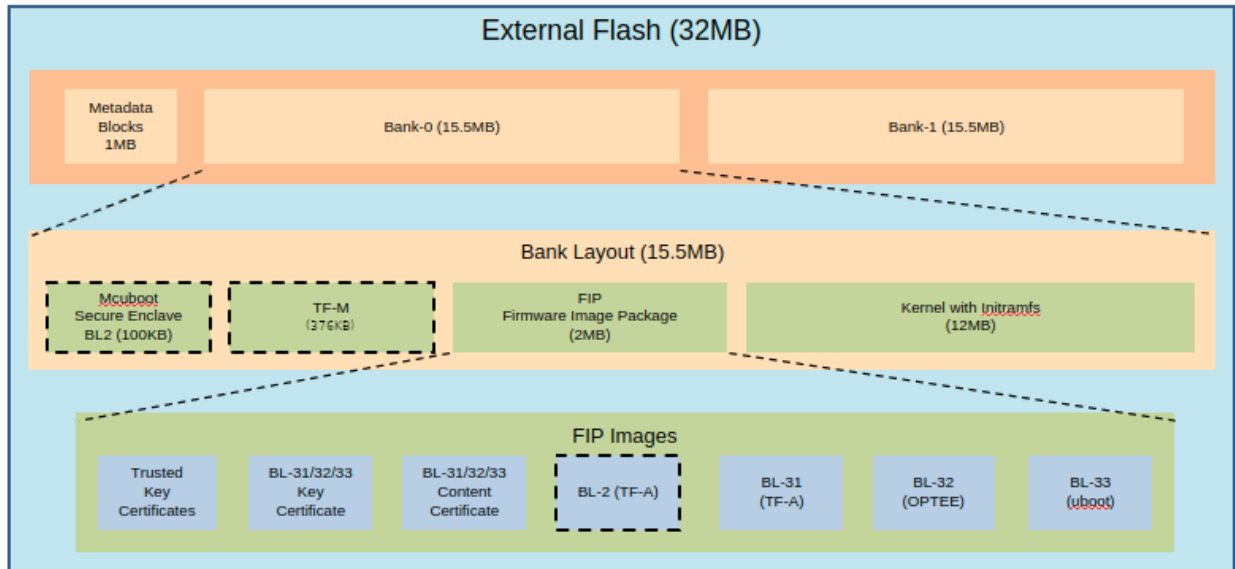 External Flash (32MB)
Metadata
Blocks
1MB
Bank-0 (15.5MB)
Bank-1 (15.5MB)
Bank Layout (15.5MB)
Mcuboot
Secure Enclave
BL2 (100KB)
TF-M
(376KB)
FIP
Firmware Image Package
(2MB)
Kernel with Initramfs
(12MB)
FIP Images
Trusted
Key
Certificates
BL-31/32/33
Key
Certificate
BL-31/32/33
Content
Certificate
BL-2 (TF-A)
BL-31
(TF-A)
BL-32
(OPTEE)
BL-33
(uboot)